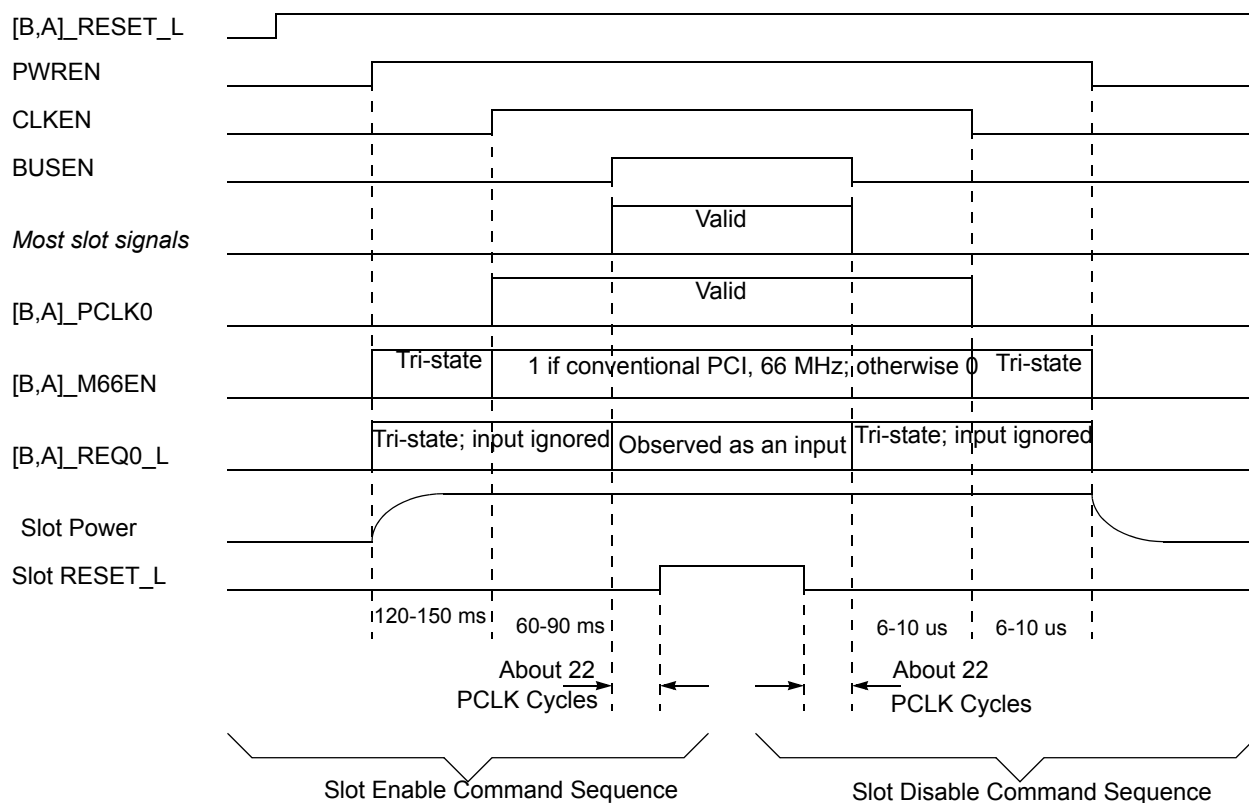 [B,A]_RESET_L
PWREN
CLKEN
BUSEN
Most slot signals
Valid
[B,A]_PCLK0
Valid
[B,A]_M66EN
Tri-state
1 if conventional PCI, 66 MHz; otherwise 0
Tri-state
[B,A]_REQ0_L
Tri-state; input ignored
Observed as an input
Tri-state; input ignored
Slot Power
Slot RESET_L
120-150 ms
60-90 ms
6-10 us
6-10 us
About 22
PCLK Cycles
About 22
PCLK Cycles
Slot Enable Command Sequence
Slot Disable Command Sequence